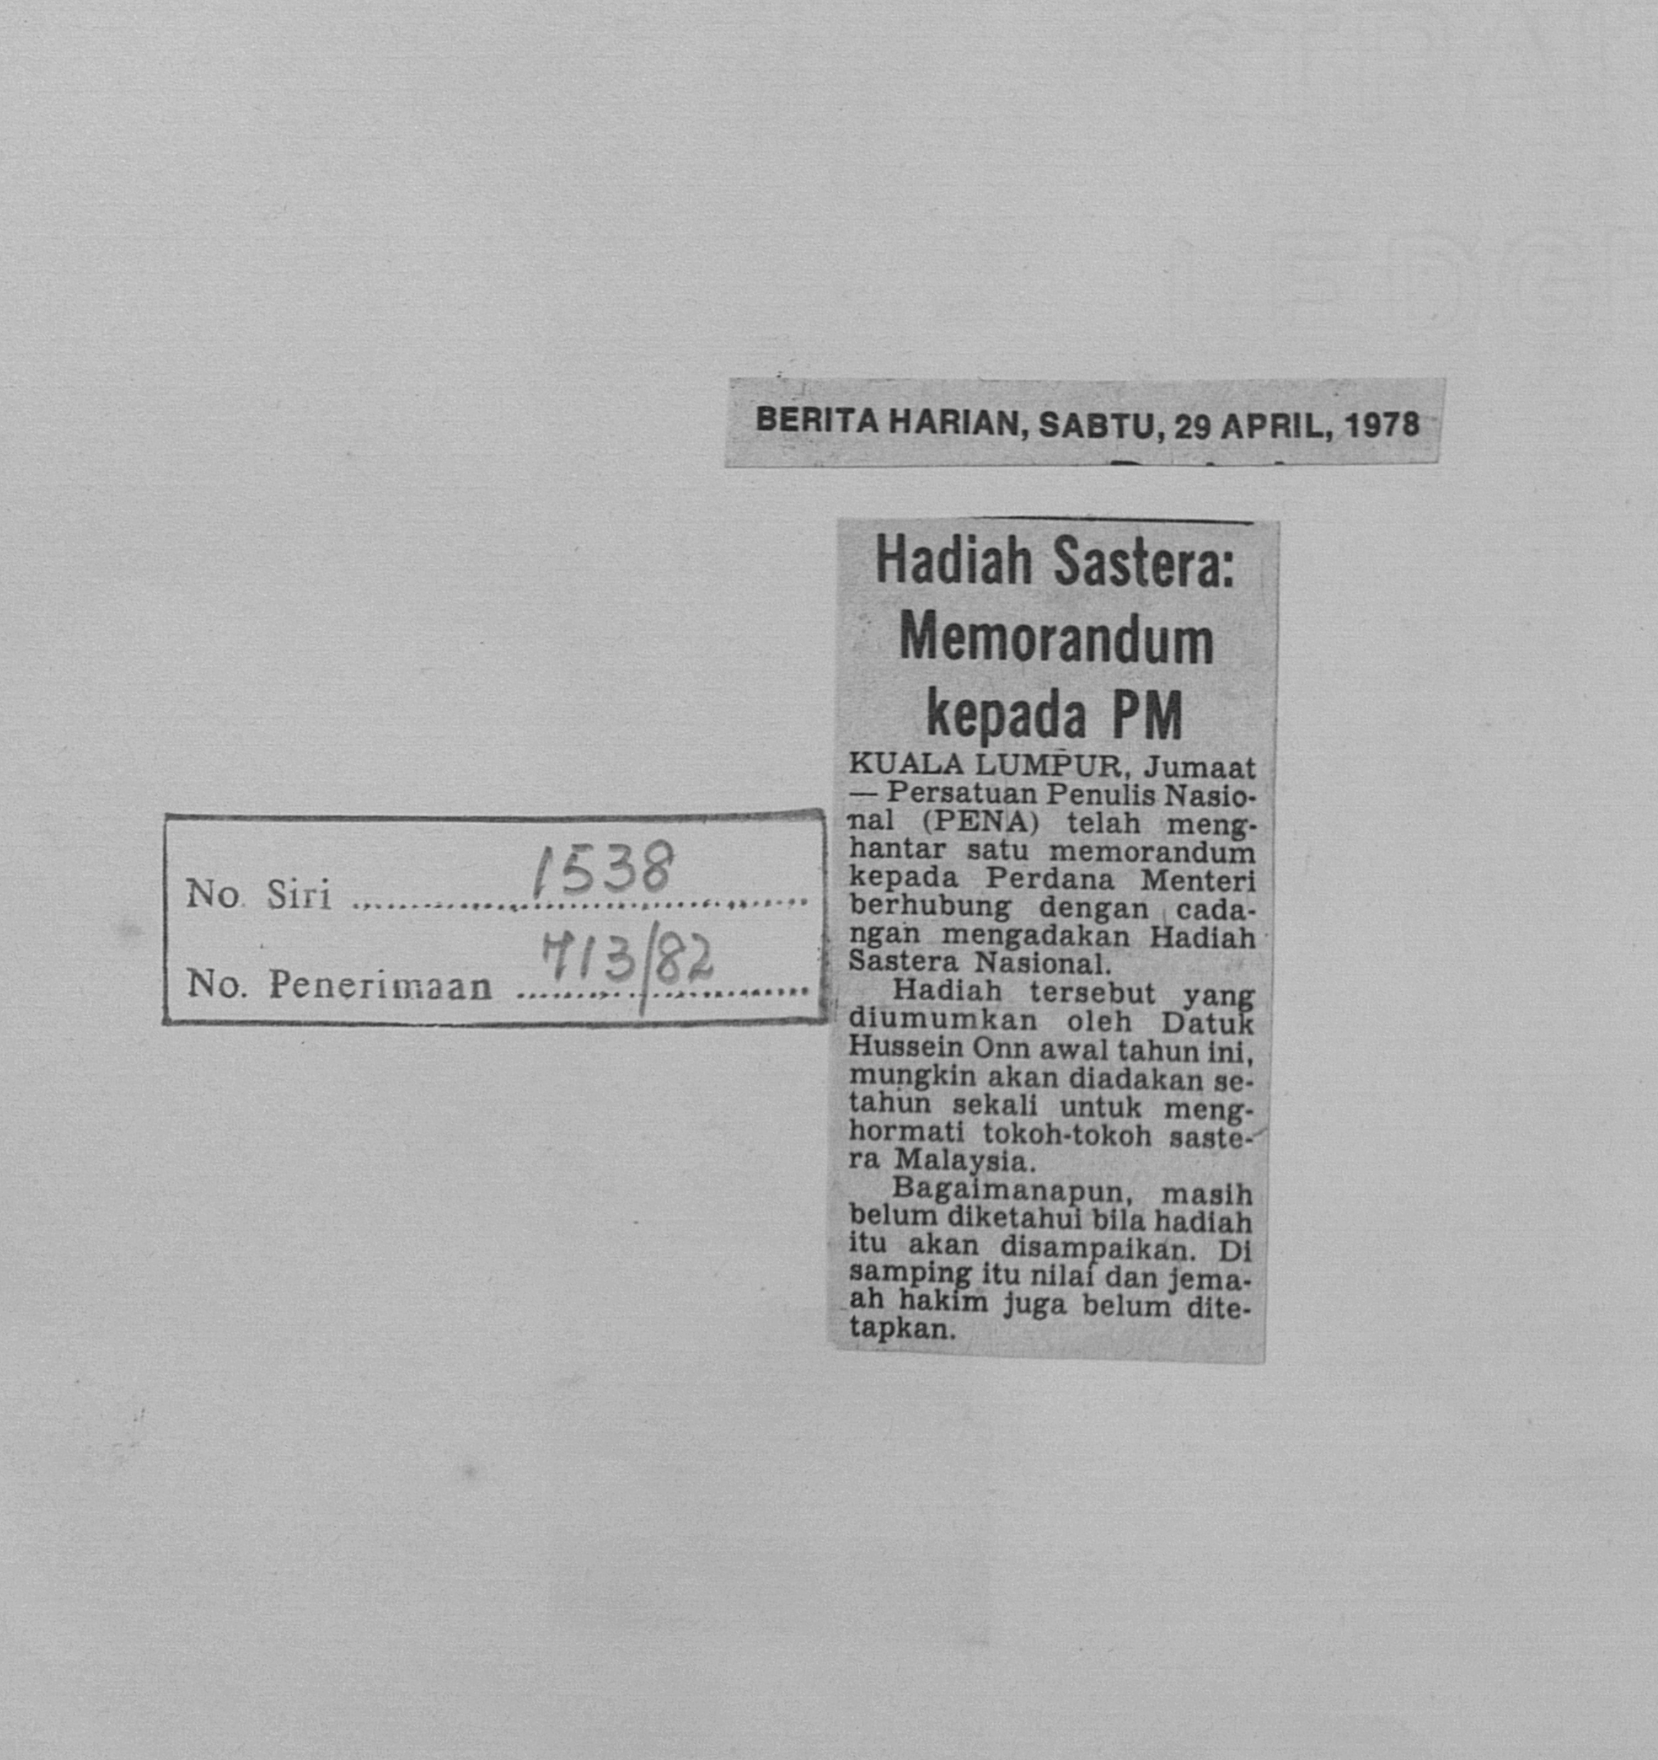 BERITA HARIAN, SABTU, 29 APRIL, 1978
Hadiah Sastera:
Memorandum
kepada PM
KUALA LUMPUR, Jumaat
— Persatuan Penulis Nasio-
nal (PENA) telah meng-
hantar satu memorandum
kepada Perdana Menteri
berhubung dengan cada-
ngan mengadakan Hadiah
Sastera Nasional.
Hadiah tersebut yang
diumumkan oleh Datuk
Hussein Onn awal tahun ini,
mungkin akan diadakan se-
tahun sekali untuk meng-
hormati tokoh-tokoh saste-
ra Malaysia.
Bagaimanapun, masih
belum diketahui bila hadiah
itu akan disampaikan. Di
samping itu nilai dan jema-
ah hakim juga belum dite-
tapkan.
No. Siri 1538
No. Penerimaan 713/82